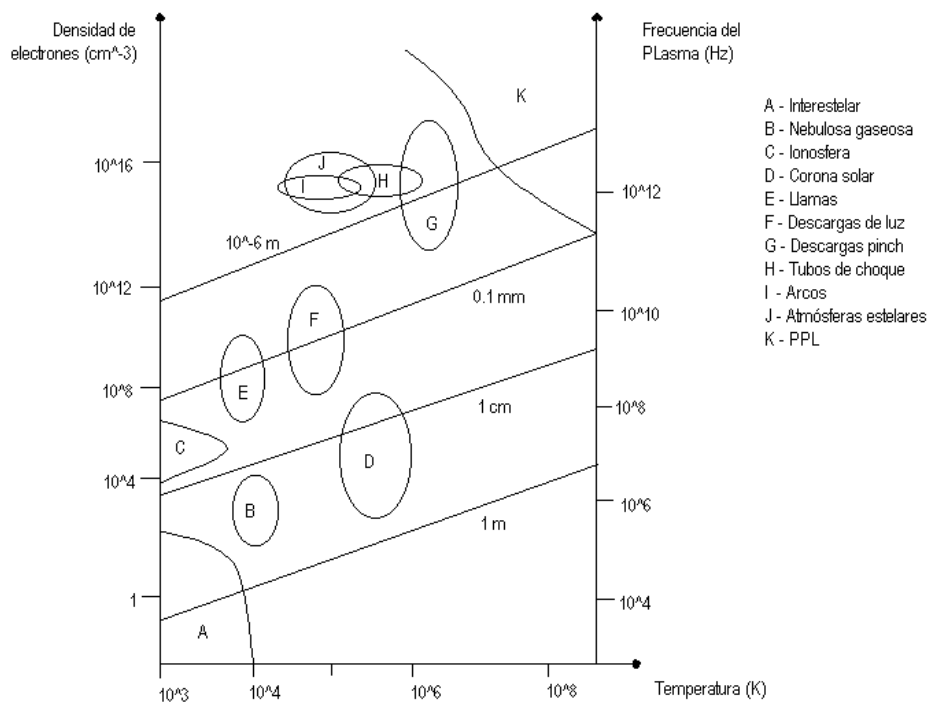 Densidad de
electrones (cm^-3)
Frecuencia del
PLasma (Hz)
K
A - Interestelar
B - Nebulosa gaseosa
C - Ionosfera
D - Corona solar
E - Llamas
F - Descargas de luz
G - Descargas pinch
H - Tubos de choque
I - Arcos
J - Atmósferas estelares
K - PPL
10^16
J
I
H
10^12
G
10^-6 m
10^12
0.1 mm
10^10
F
10^8
E
1 cm
10^8
C
D
10^4
10^6
B
1 m
1
10^4
A
10^3
10^4
10^6
10^8
Temperatura (K)